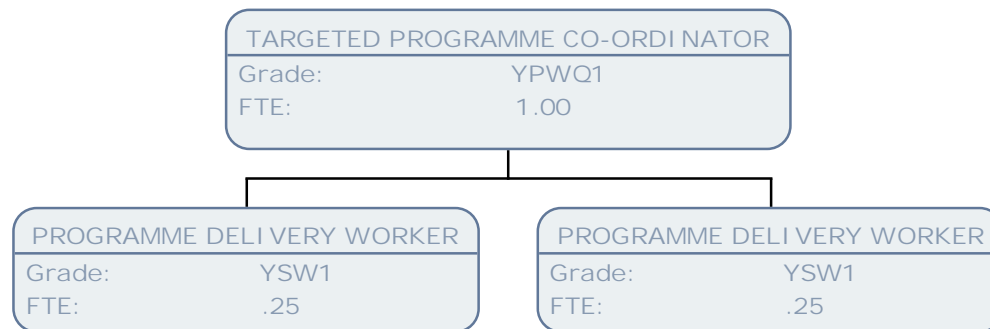 TARGETED PROGRAMME CO-ORDINATOR
Grade: YPWQ1
FTE: 1.00
PROGRAMME DELIVERY WORKER
Grade: YSW1
FTE: .25
PROGRAMME DELIVERY WORKER
Grade: YSW1
FTE: .25